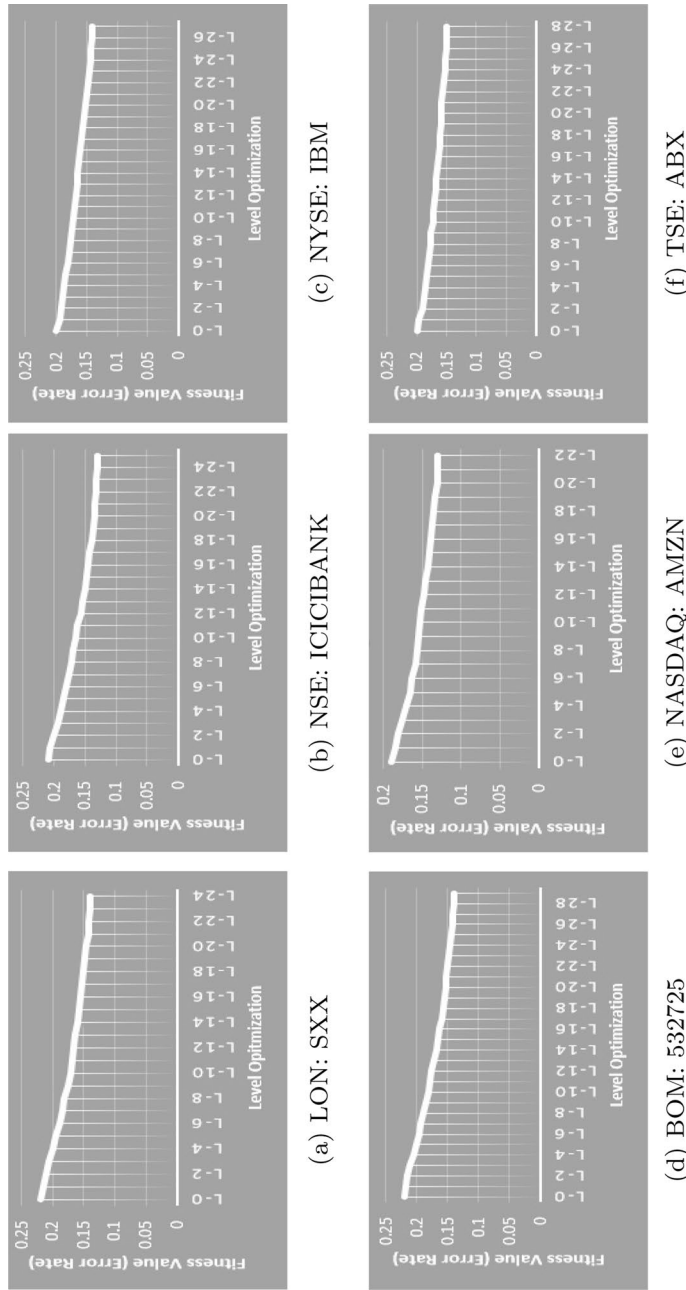 Fitness Value (Error Rate)
0.25
0.2
0.15
0.1
0.05
0
L-0 L-2 L-4 L-6 L-8 L-10 L-12 L-14 L-16 L-18 L-20 L-22 L-24
Level Opitmization
(a) LON: SXX
Fitness Value (Error Rate)
0.25
0.2
0.15
0.1
0.05
0
L-0 L-2 L-4 L-6 L-8 L-10 L-12 L-14 L-16 L-18 L-20 L-22 L-24
Level Optimization
(b) NSE: ICICIBANK
Fitness Value (Error Rate)
0.25
0.2
0.15
0.1
0.05
0
L-0 L-2 L-4 L-6 L-8 L-10 L-12 L-14 L-16 L-18 L-20 L-22 L-24 L-26
Level Optimization
(c) NYSE: IBM
Fitness Value (Error Rate)
0.25
0.2
0.15
0.1
0.05
0
L-0 L-2 L-4 L-6 L-8 L-10 L-12 L-14 L-16 L-18 L-20 L-22 L-24 L-26 L-28
Level Optimization
(d) BOM: 532725
Fitness Value (Error Rate)
0.2
0.15
0.1
0.05
0
L-0 L-2 L-4 L-6 L-8 L-10 L-12 L-14 L-16 L-18 L-20 L-22
Level Optimization
(e) NASDAQ: AMZN
Fitness Value (Error Rate)
0.25
0.2
0.15
0.1
0.05
0
L-0 L-2 L-4 L-6 L-8 L-10 L-12 L-14 L-16 L-18 L-20 L-22 L-24 L-26 L-28
Level Optimization
(f) TSE: ABX